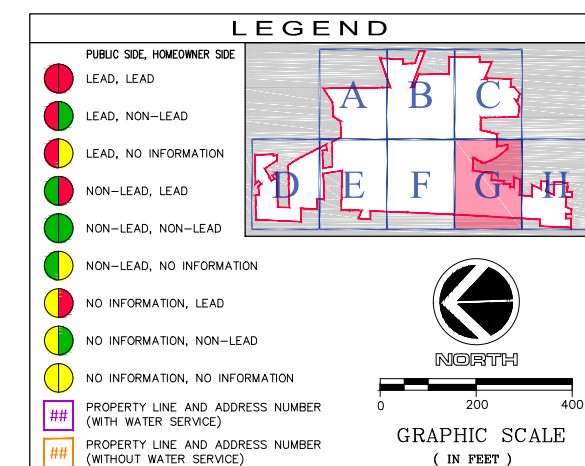 LEGEND
PUBLIC SIDE, HOMEOWNER SIDE
LEAD, LEAD
LEAD, NON-LEAD
LEAD, NO INFORMATION
NON-LEAD, LEAD
NON-LEAD, NON-LEAD
NON-LEAD, NO INFORMATION
NO INFORMATION, LEAD
NO INFORMATION, NON-LEAD
NO INFORMATION, NO INFORMATION
## PROPERTY LINE AND ADDRESS NUMBER
(WITH WATER SERVICE)
## PROPERTY LINE AND ADDRESS NUMBER
(WITHOUT WATER SERVICE)
A B C
D E F G H
NORTH
0 200 400
GRAPHIC SCALE
( IN FEET )